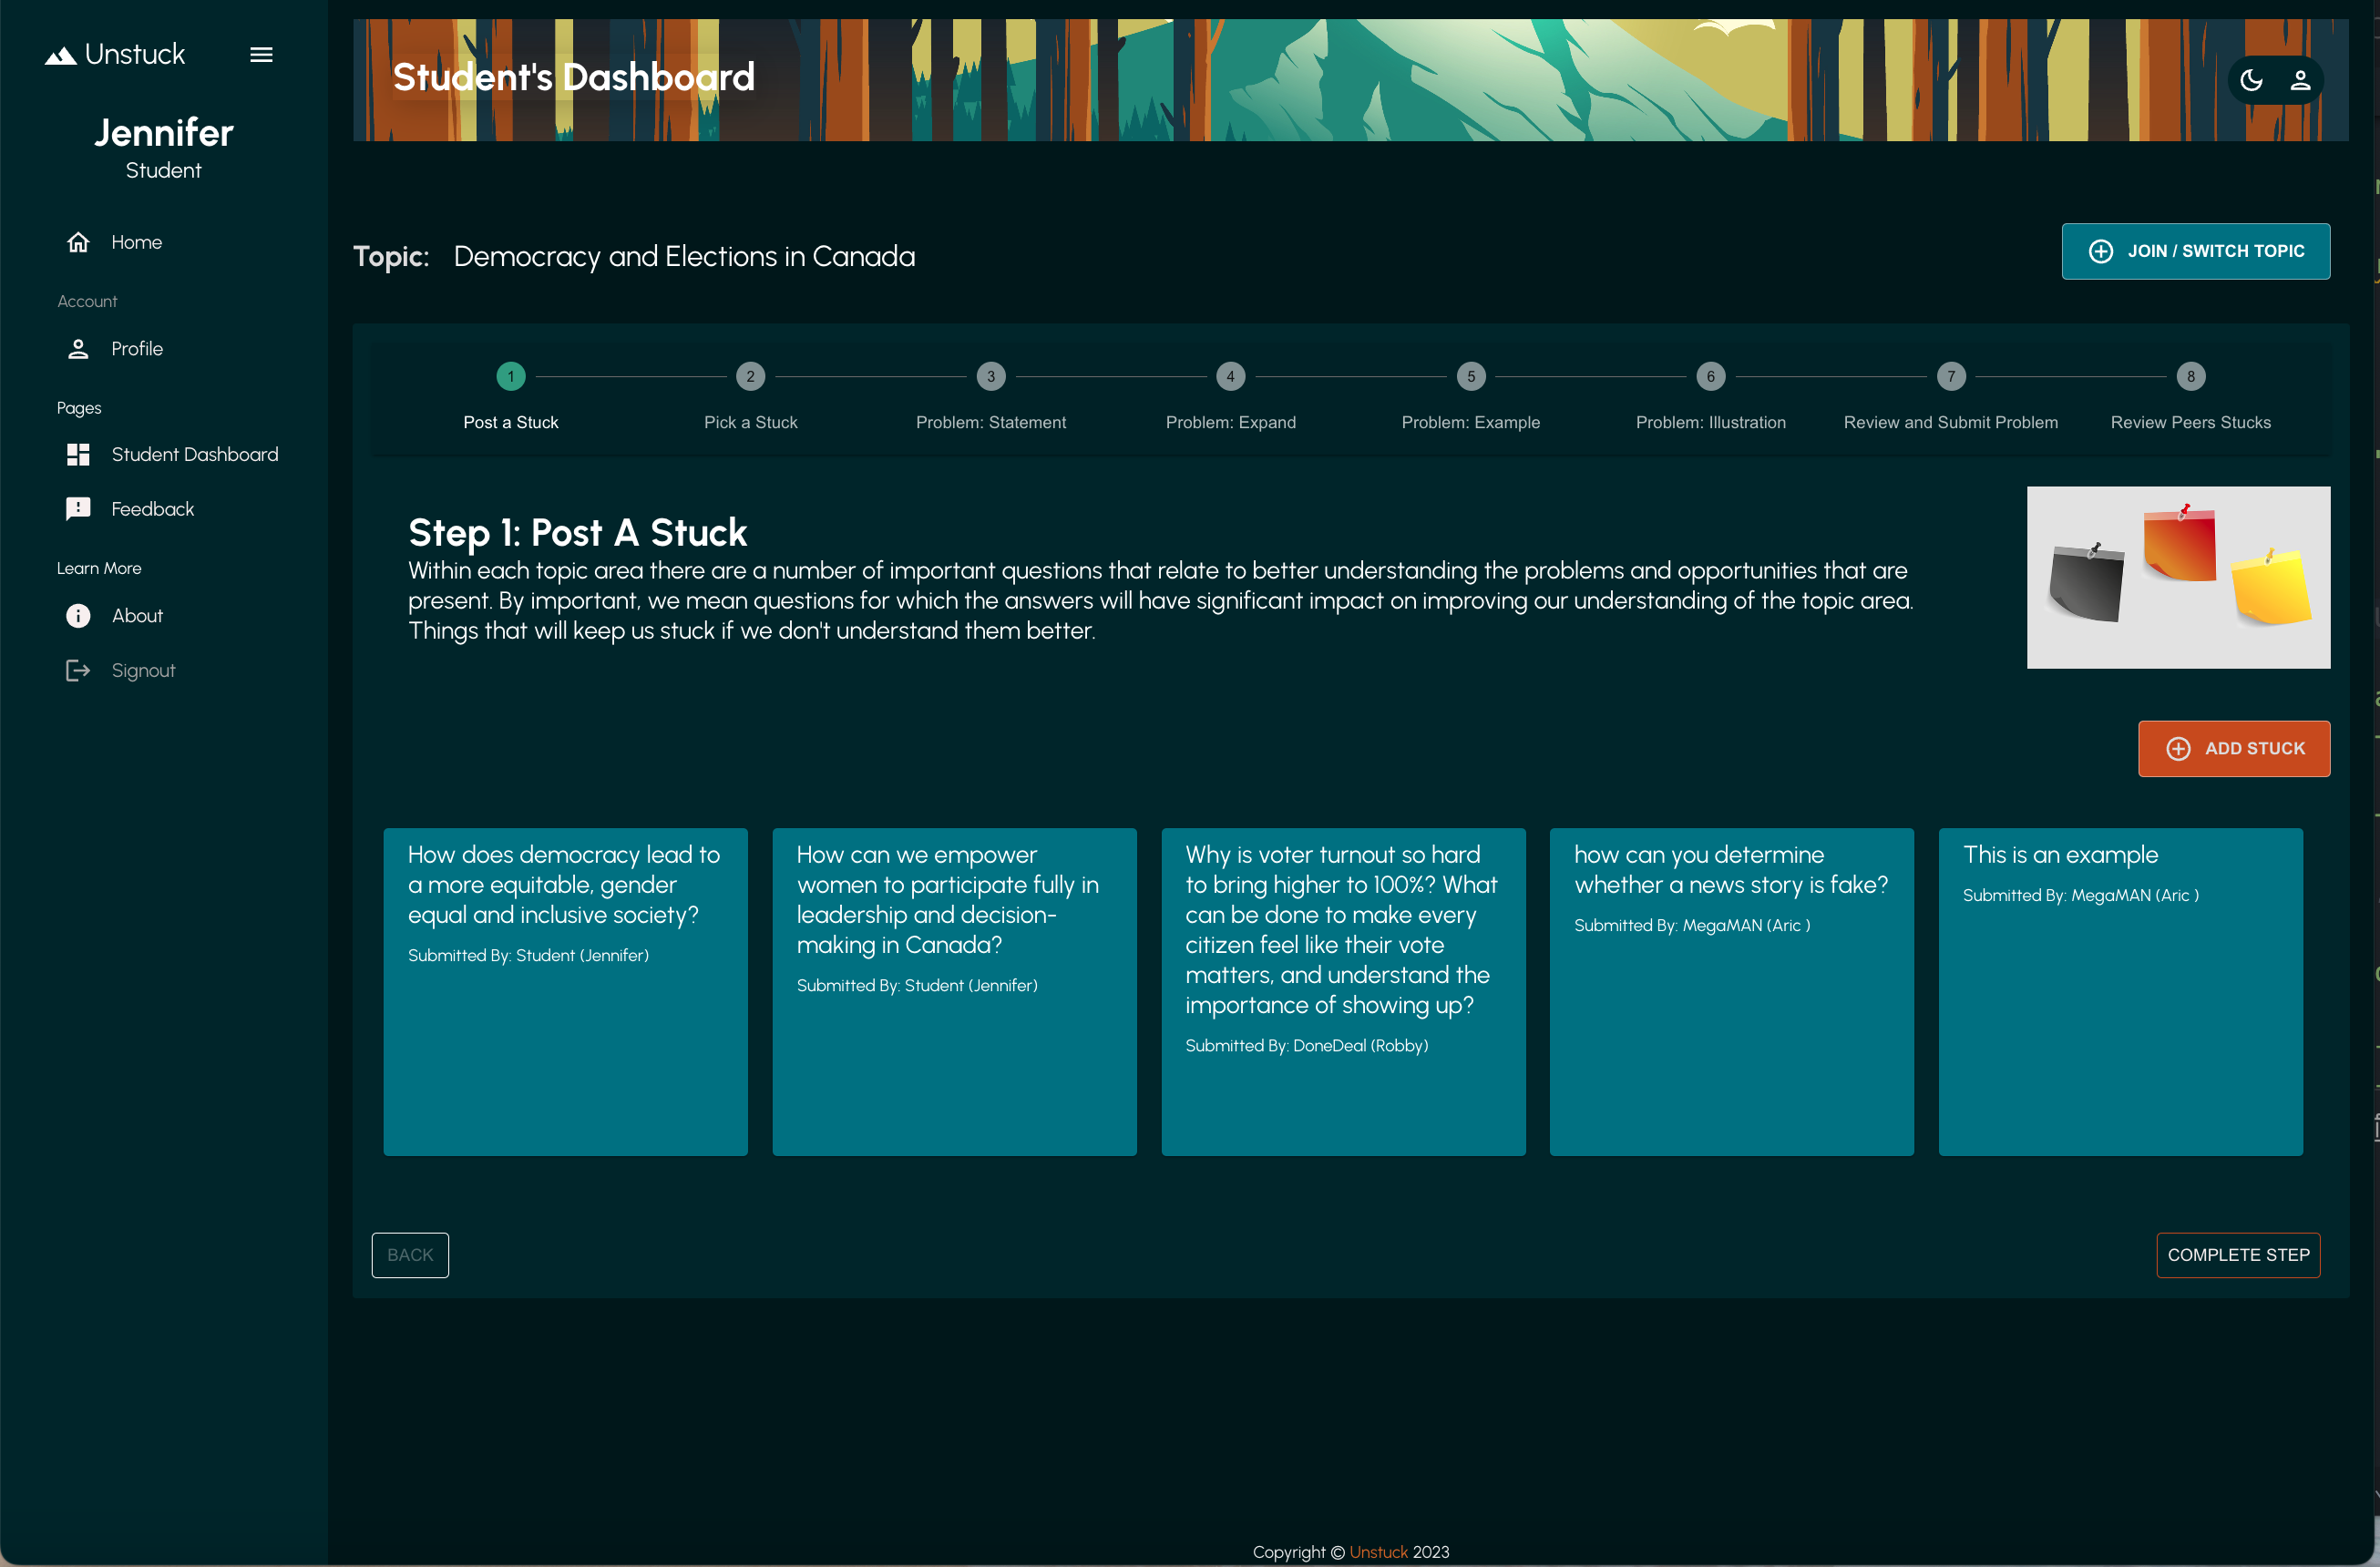 Unstuck
Jennifer
Student
Home
Account
Profile
Pages
Student Dashboard
Feedback
Learn More
About
Signout
Student's Dashboard
Topic: Democracy and Elections in Canada
JOIN / SWITCH TOPIC
1
2
3
4
5
6
7
8
Post a Stuck
Pick a Stuck
Problem: Statement
Problem: Expand
Problem: Example
Problem: Illustration
Review and Submit Problem
Review Peers Stucks
Step 1: Post A Stuck
Within each topic area there are a number of important questions that relate to better understanding the problems and opportunities that are
present. By important, we mean questions for which the answers will have significant impact on improving our understanding of the topic area.
Things that will keep us stuck if we don't understand them better.
ADD STUCK
How does democracy lead to
a more equitable, gender
equal and inclusive society?
Submitted By: Student (Jennifer)
How can we empower
women to participate fully in
leadership and decision-
making in Canada?
Submitted By: Student (Jennifer)
Why is voter turnout so hard
to bring higher to 100%? What
can be done to make every
citizen feel like their vote
matters, and understand the
importance of showing up?
Submitted By: DoneDeal (Robby)
how can you determine
whether a news story is fake?
Submitted By: MegaMAN (Aric )
This is an example
Submitted By: MegaMAN (Aric )
BACK
COMPLETE STEP
Copyright © Unstuck 2023